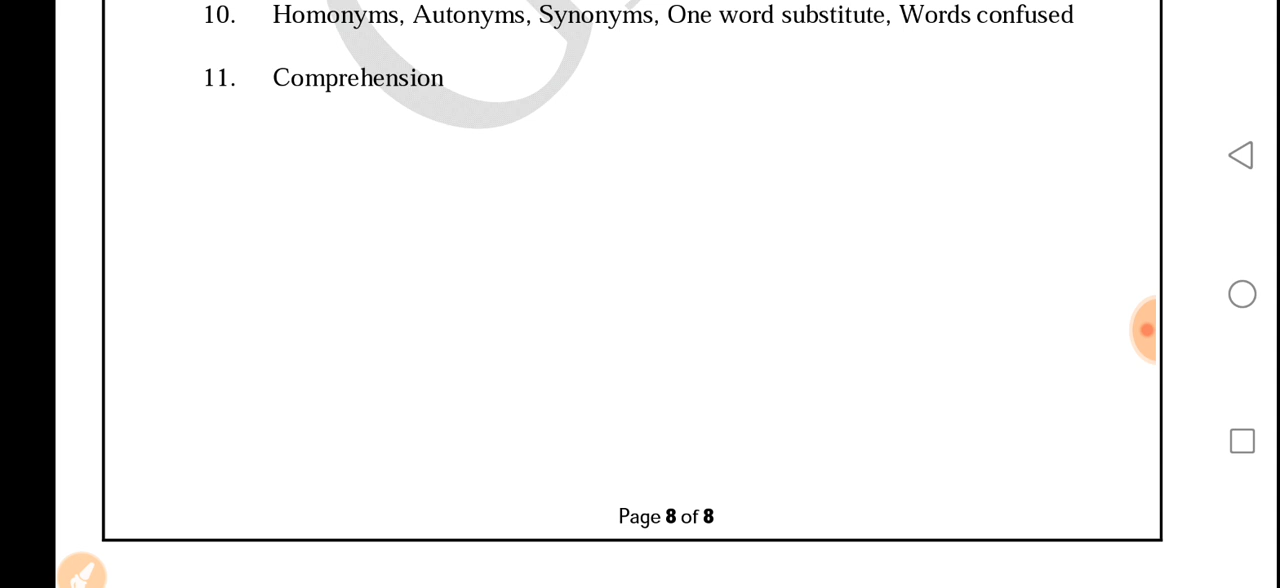 10. Homonyms, Autonyms, Synonyms, One word substitute, Words confused
11. Comprehension
Page 8 of 8